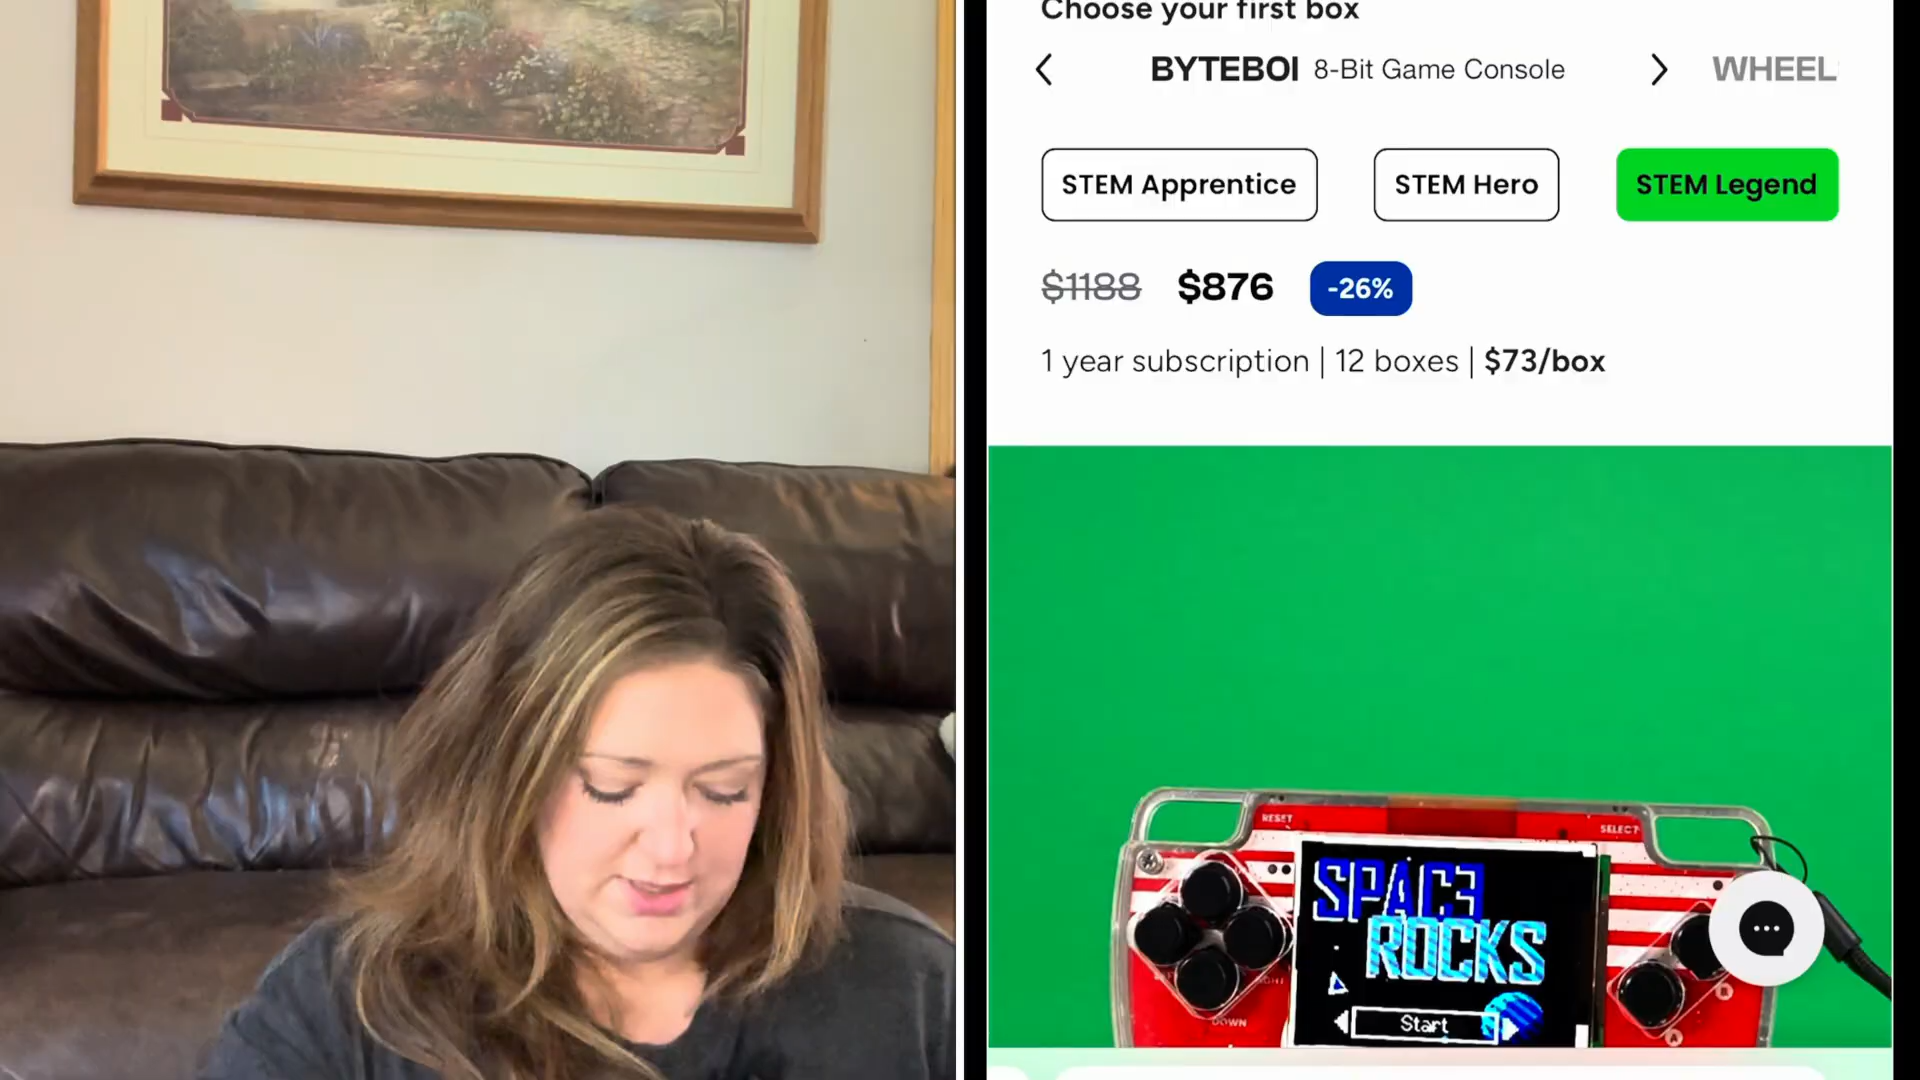 Choose your first box
BYTEBOI 8-Bit Game Console
WHEEL
STEM Apprentice
STEM Hero
STEM Legend
$1188 $876 -26%
1 year subscription | 12 boxes | $73/box
RESET
SELECT
SPAC3
ROCKS
Start
DOWN
B
A